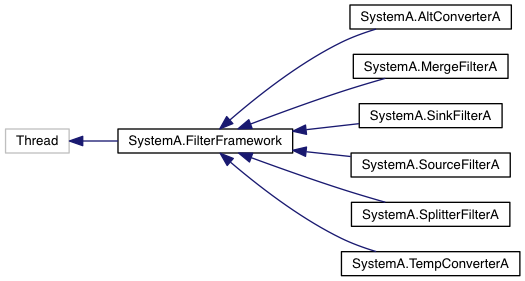 SystemA.AltConverterA
SystemA.MergeFilterA
SystemA.SinkFilterA
Thread
SystemA.FilterFramework
SystemA.SourceFilterA
SystemA.SplitterFilterA
SystemA.TempConverterA